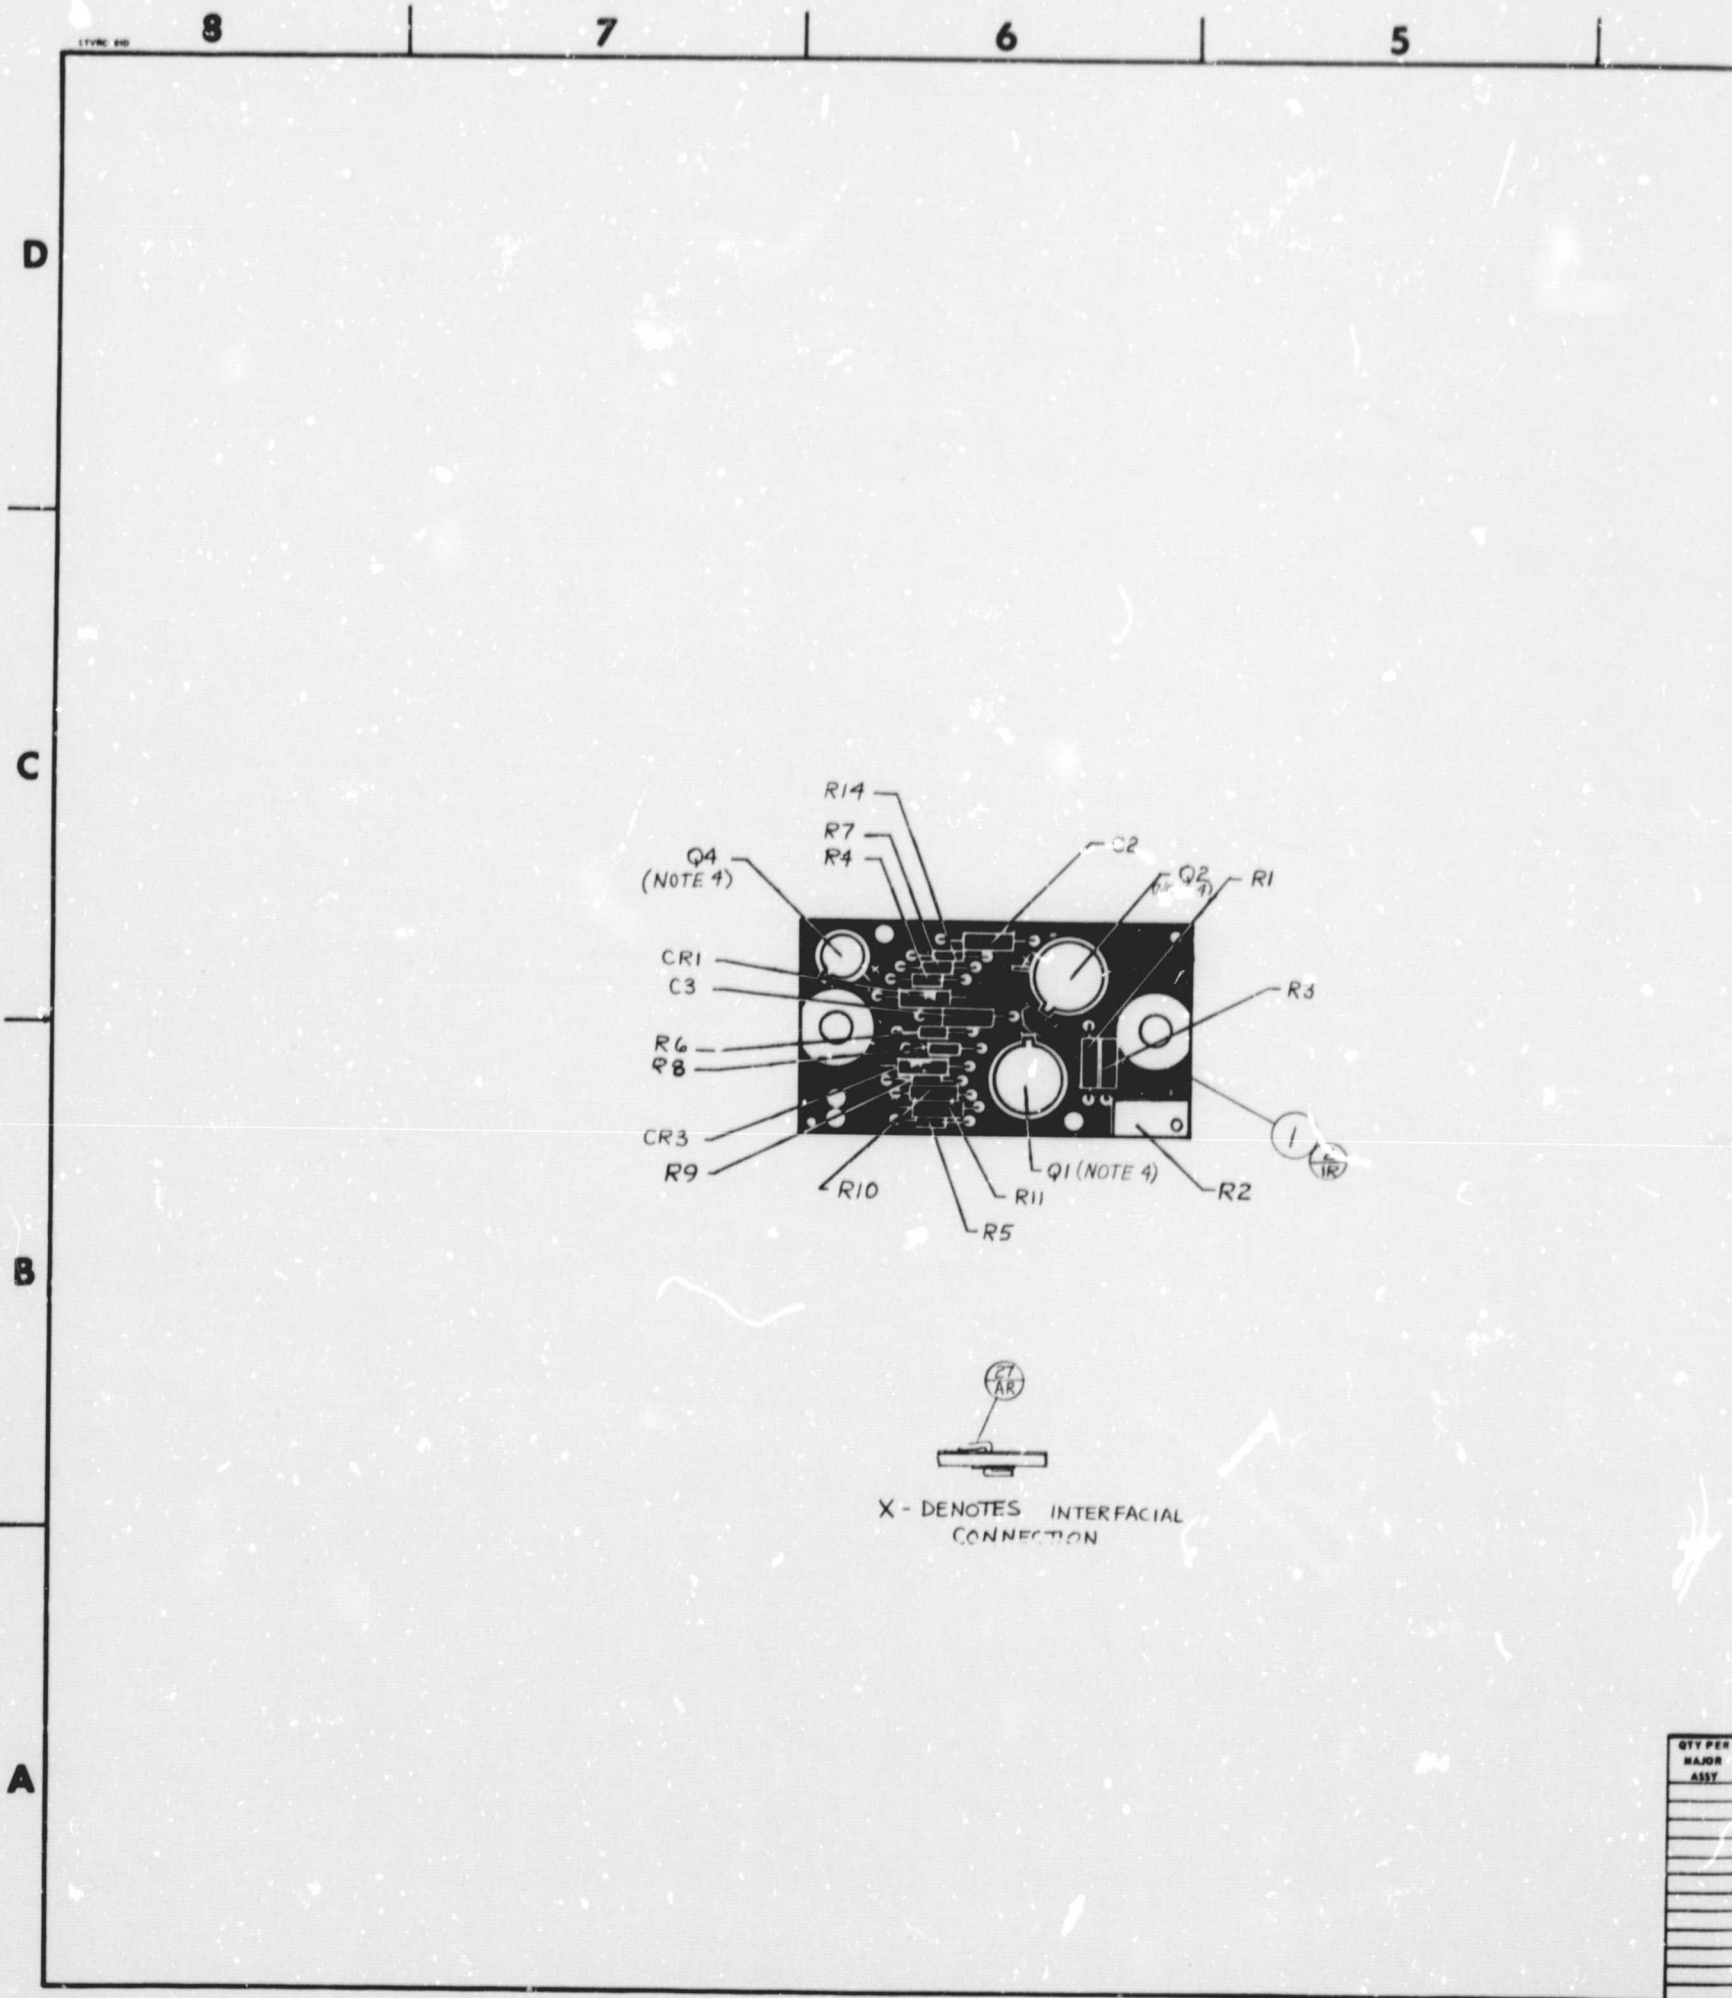 8
7
6
5
D
C
B
A
R14
R7
R4
Q4
(NOTE 4)
C2
Q2
R1
CR1
C3
R3
R6
R8
CR3
R9
R10
Q1 (NOTE 4)
R11
R2
R5
1
27
AR
X - DENOTES INTERFACIAL
CONNECTION
QTY PER
MAJOR
ASSY